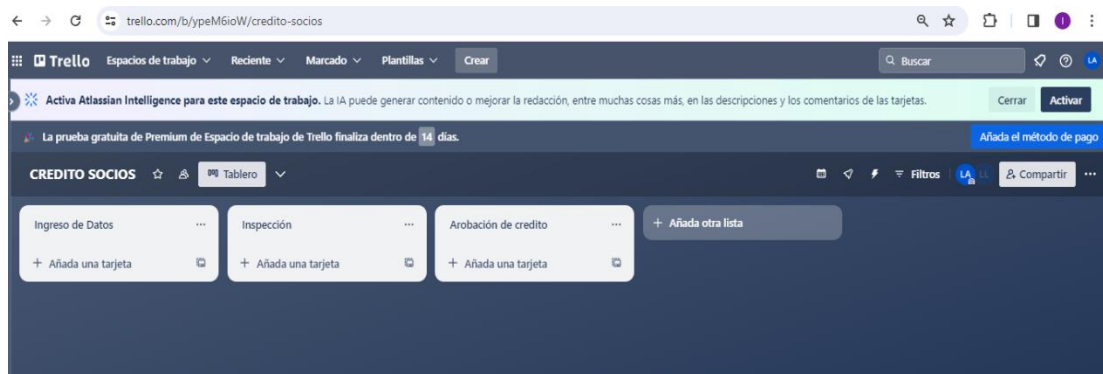 trello.com/b/ypeM6ioW/credito-socios
I
Trello Espacios de trabajo Reciente Marcado Plantillas Crear Buscar LA
Activa Atlassian Intelligence para este espacio de trabajo. La IA puede generar contenido o mejorar la redacción, entre muchas cosas más, en las descripciones y los comentarios de las tarjetas. Cerrar Activar
La prueba gratuita de Premium de Espacio de trabajo de Trello finaliza dentro de 14 días. Añada el método de pago
CREDITO SOCIOS Tablero Filtros LA LL Compartir
Ingreso de Datos Inspección Arobación de credito + Añada otra lista
+ Añada una tarjeta + Añada una tarjeta + Añada una tarjeta